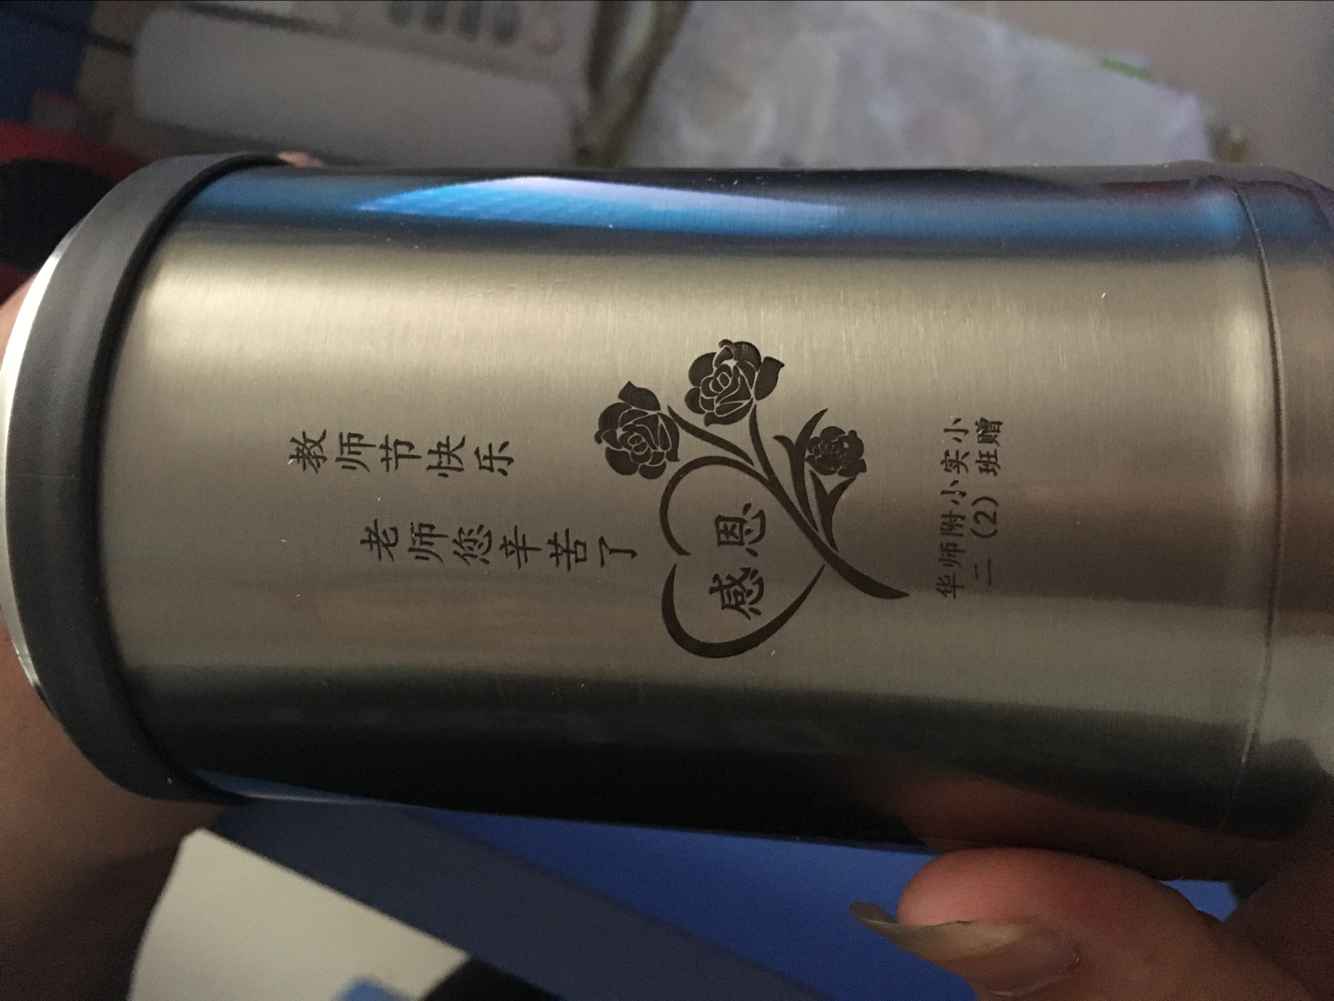 教师节快乐
老师您辛苦了
感恩
华师附小实小
二（2）班赠